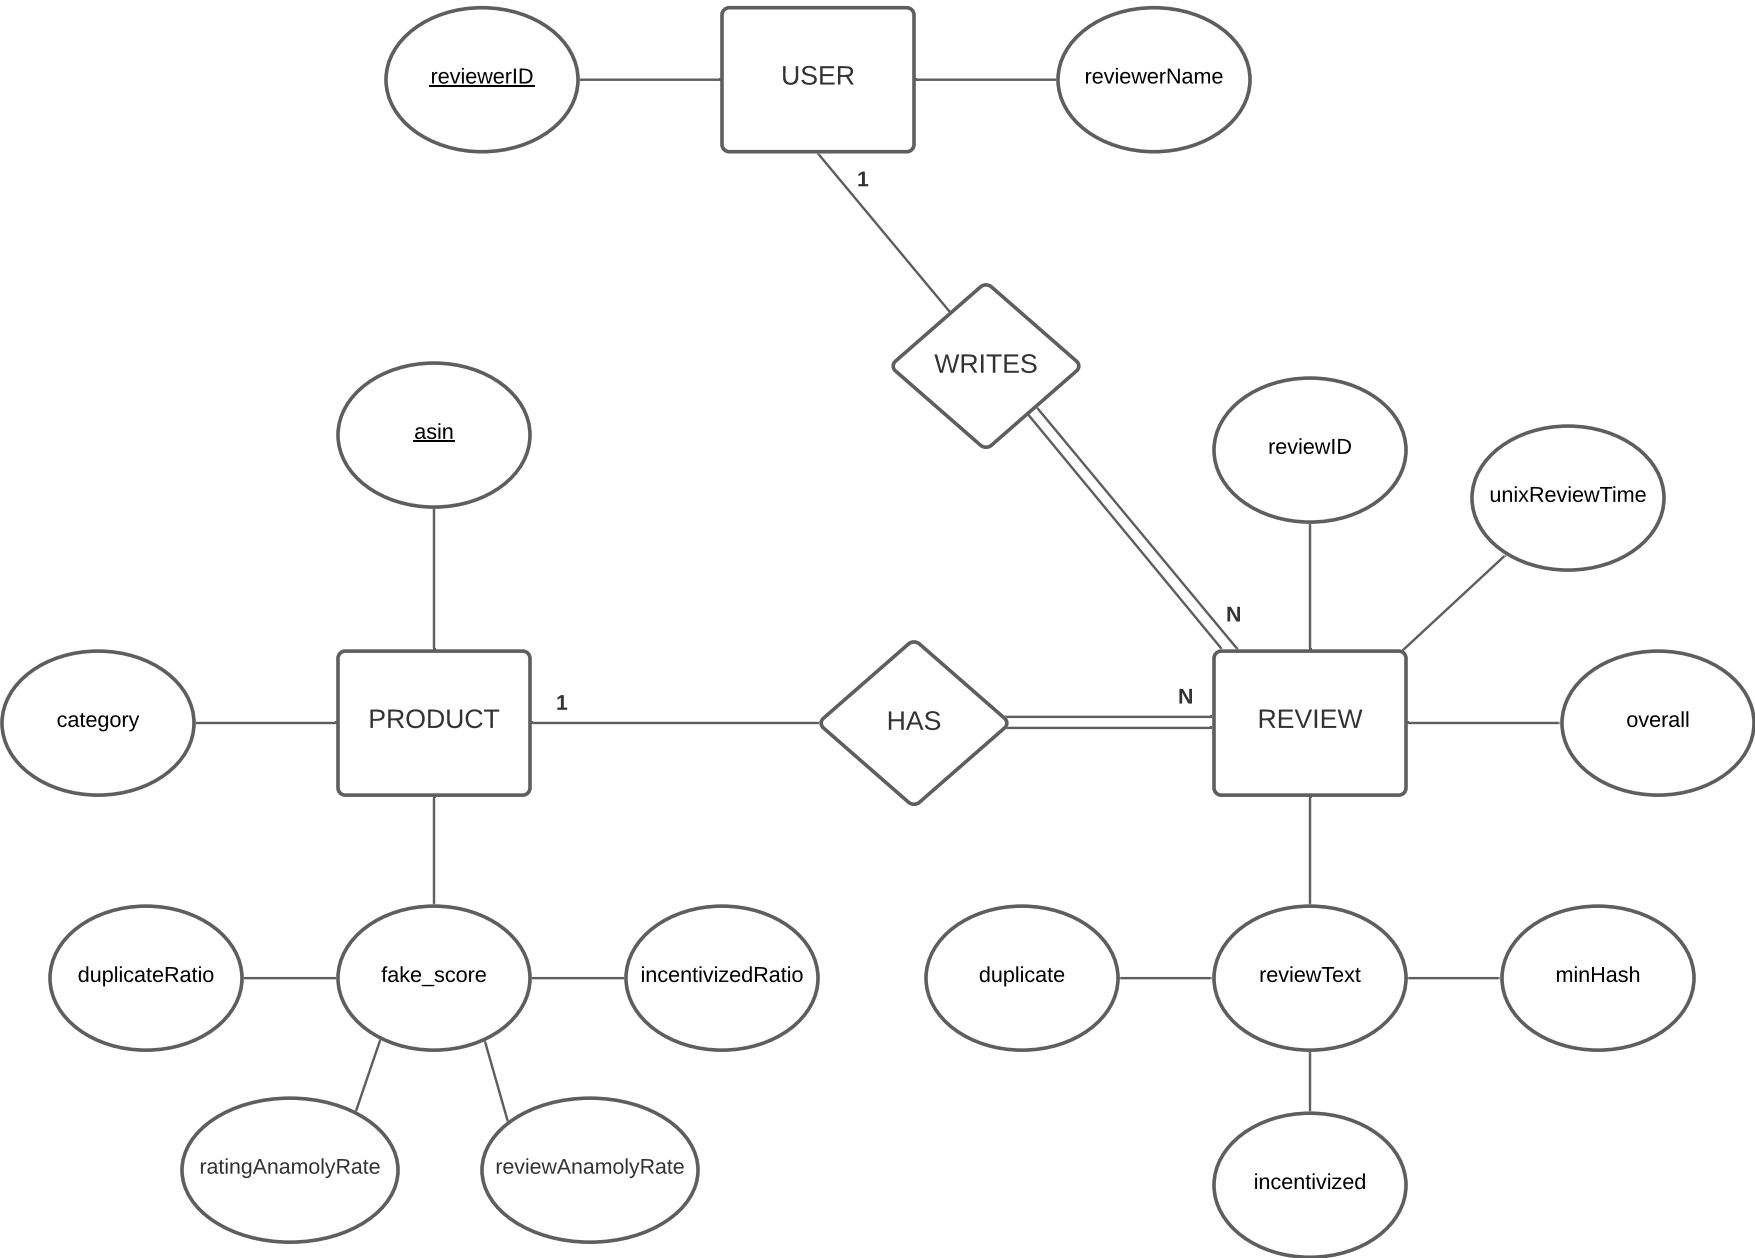 reviewerID
USER
reviewerName
1
WRITES
asin
reviewID
unixReviewTime
N
category
PRODUCT
1
HAS
N
REVIEW
overall
duplicateRatio
fake_score
incentivizedRatio
duplicate
reviewText
minHash
ratingAnamolyRate
reviewAnamolyRate
incentivized